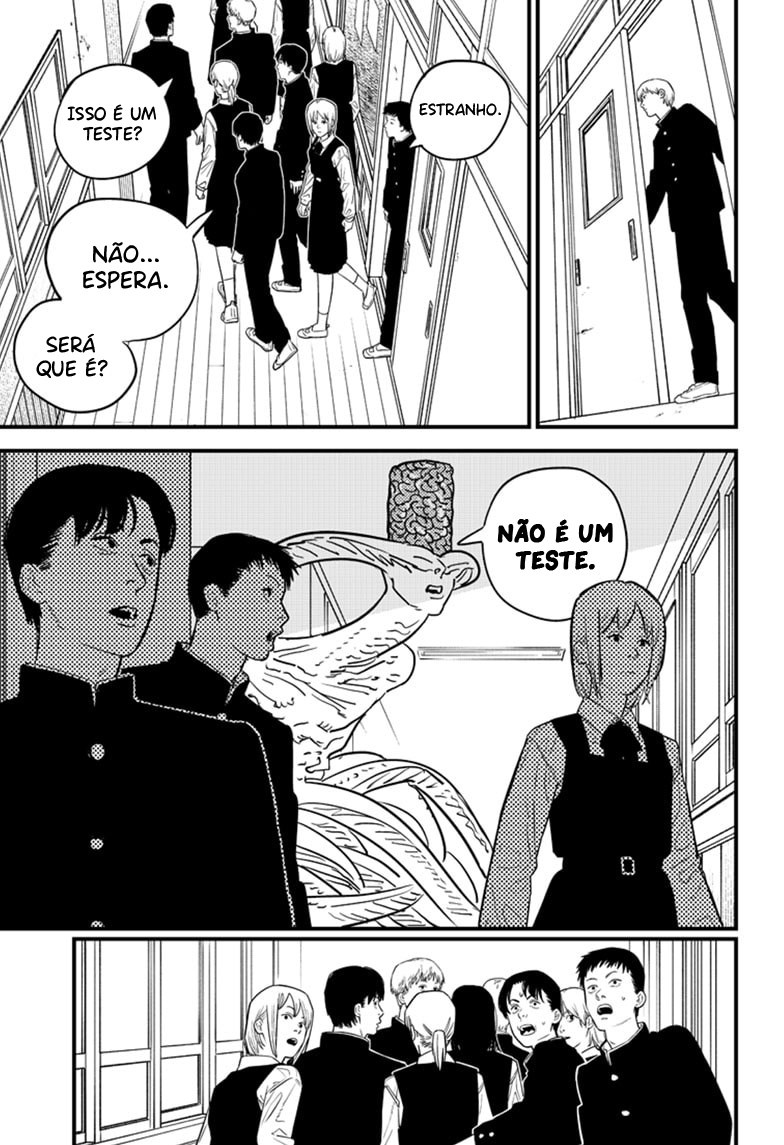 ESTRANHO.
ISSO É UM
TESTE?
NÃO...
ESPERA.
SERÁ
QUE É?
NÃO É UM
TESTE.